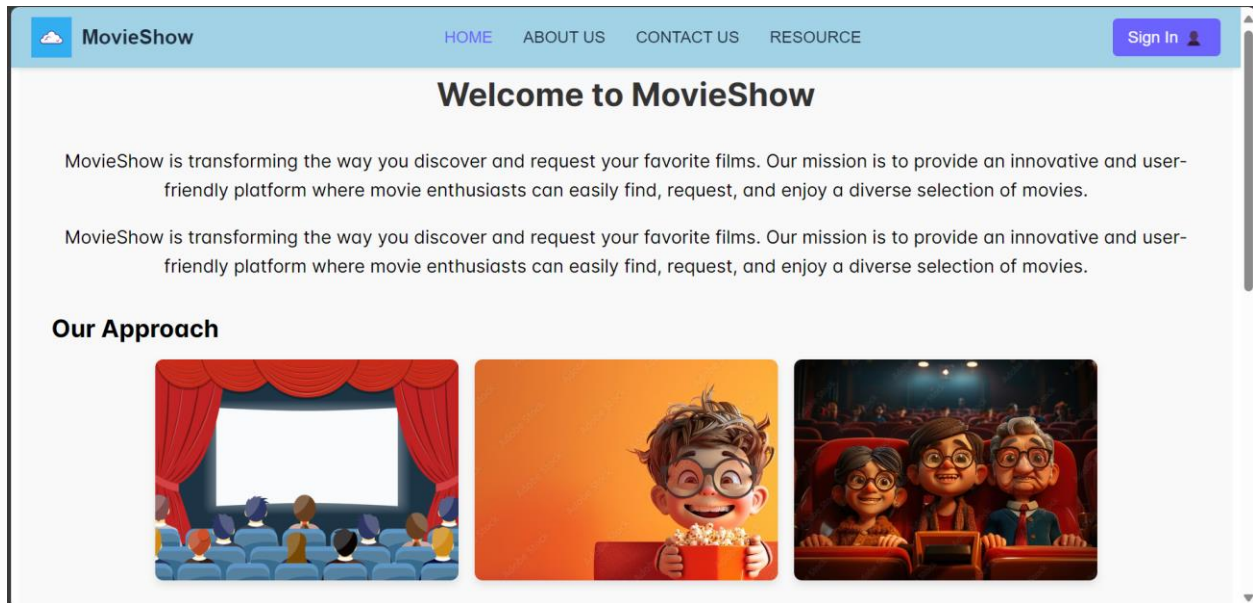 MovieShow
HOME ABOUT US CONTACT US RESOURCE
Sign In
Welcome to MovieShow
MovieShow is transforming the way you discover and request your favorite films. Our mission is to provide an innovative and user-
friendly platform where movie enthusiasts can easily find, request, and enjoy a diverse selection of movies.
MovieShow is transforming the way you discover and request your favorite films. Our mission is to provide an innovative and user-
friendly platform where movie enthusiasts can easily find, request, and enjoy a diverse selection of movies.
Our Approach